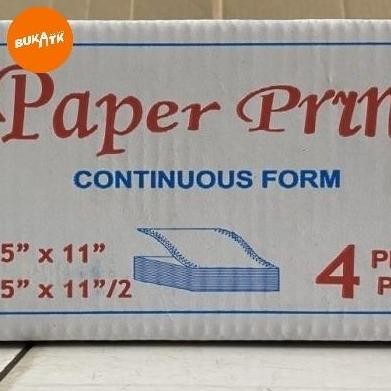 BUKATK
Paper Prin
CONTINUOUS FORM
5” x 11”
5” x 11”/2
4
P